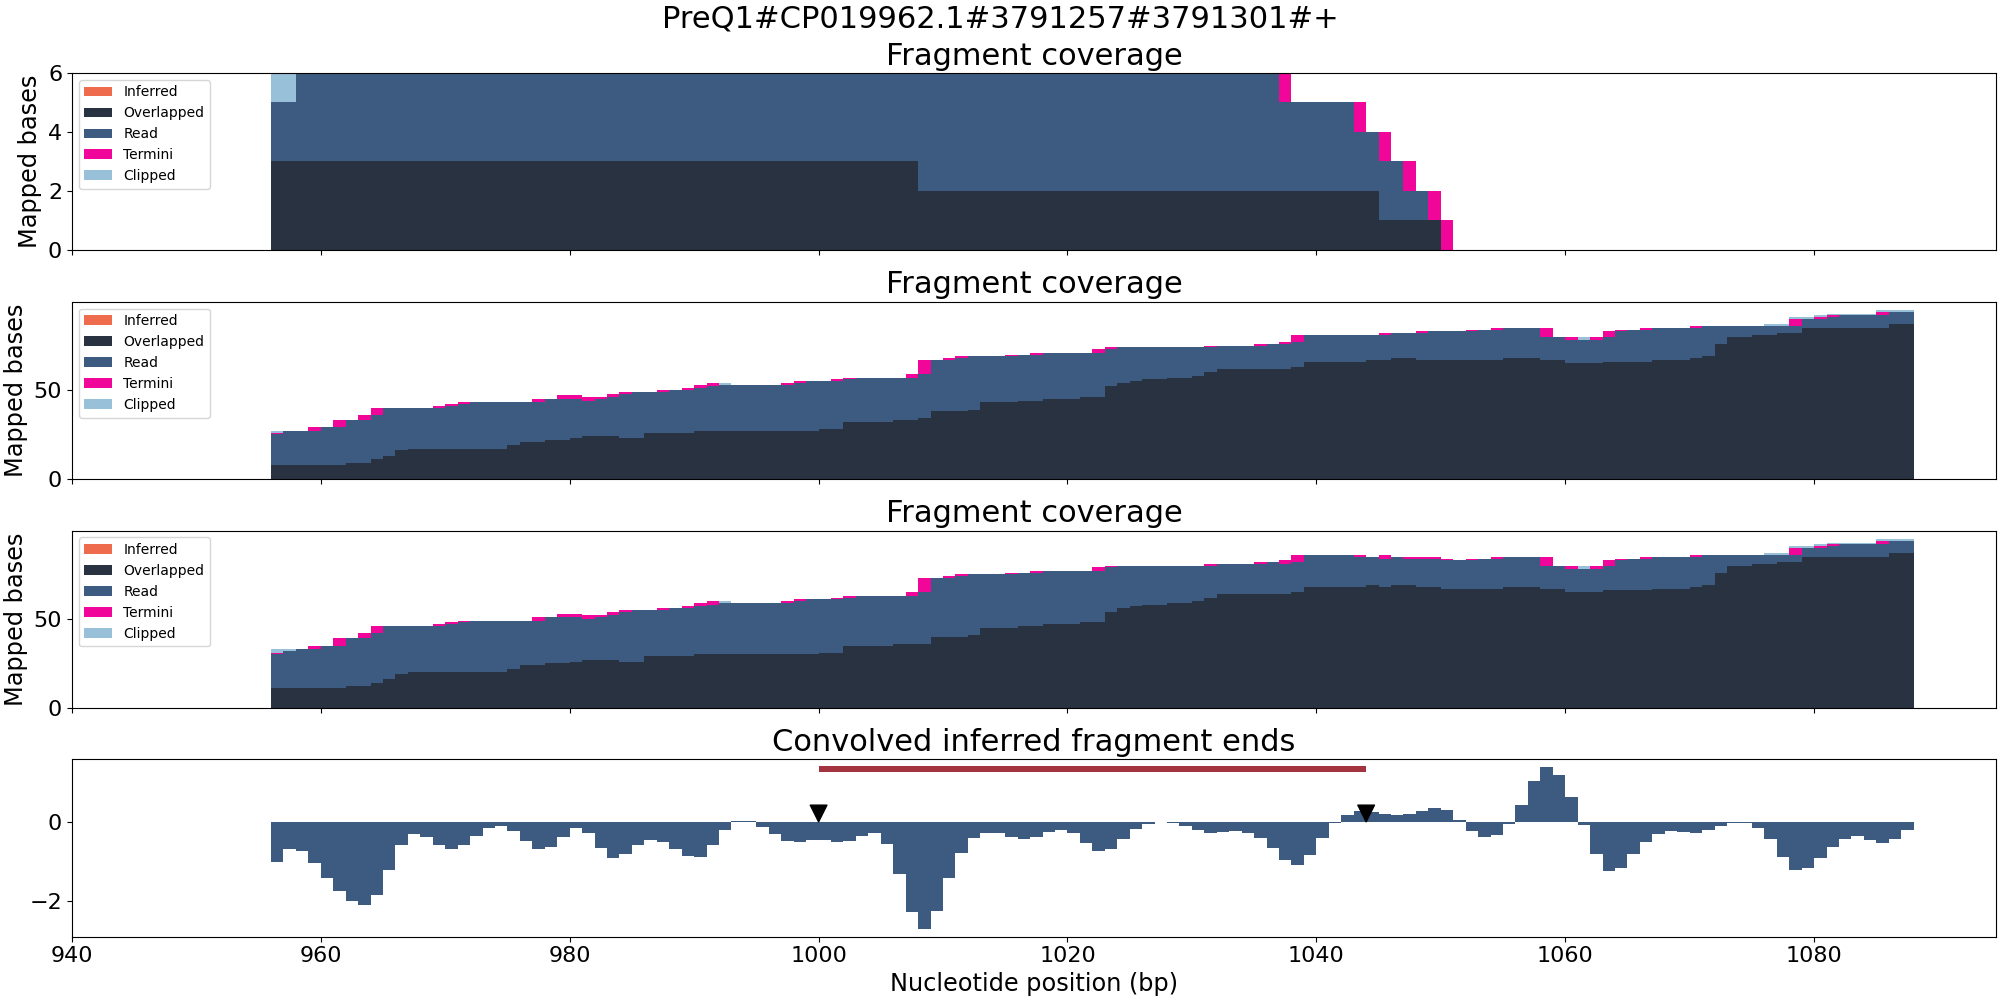 PreQ1#CP019962.1#3791257#3791301#+
Fragment coverage
Mapped bases
6
4
2
0
Inferred
Overlapped
Read
Termini
Clipped
Fragment coverage
Mapped bases
50
0
Inferred
Overlapped
Read
Termini
Clipped
Fragment coverage
Mapped bases
50
0
Inferred
Overlapped
Read
Termini
Clipped
Convolved inferred fragment ends
0
−2
940 960 980 1000 1020 1040 1060 1080
Nucleotide position (bp)